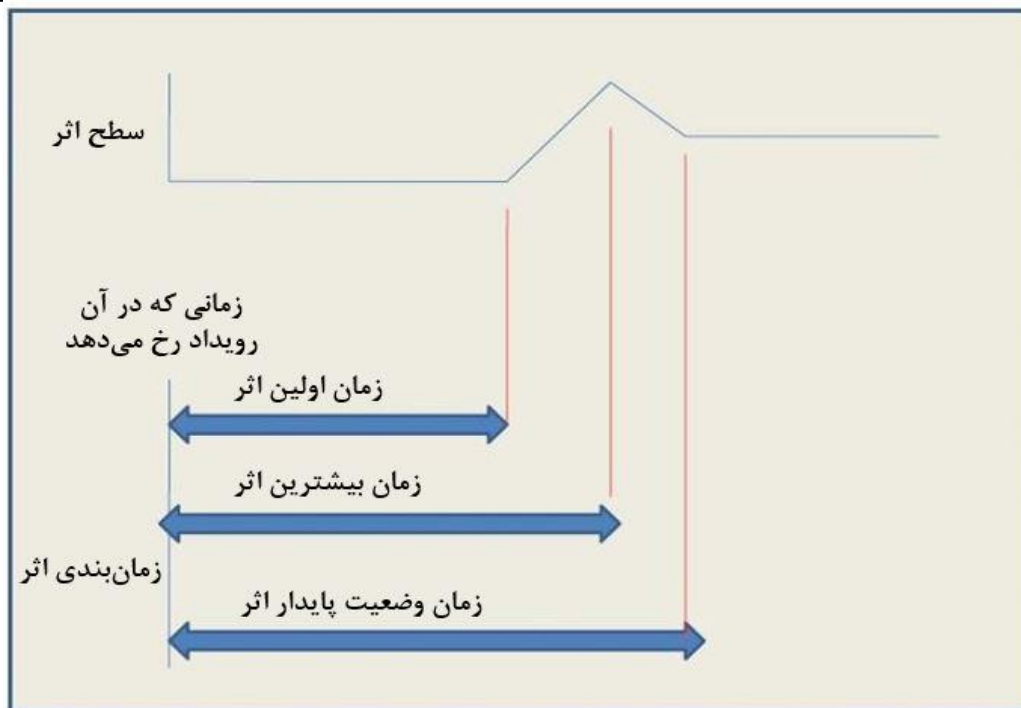 سطح اثر
زمانی که در آن
رویداد رخ می‌دهد
زمان اولین اثر
زمان بیشترین اثر
زمان‌بندی اثر
زمان وضعیت پایدار اثر